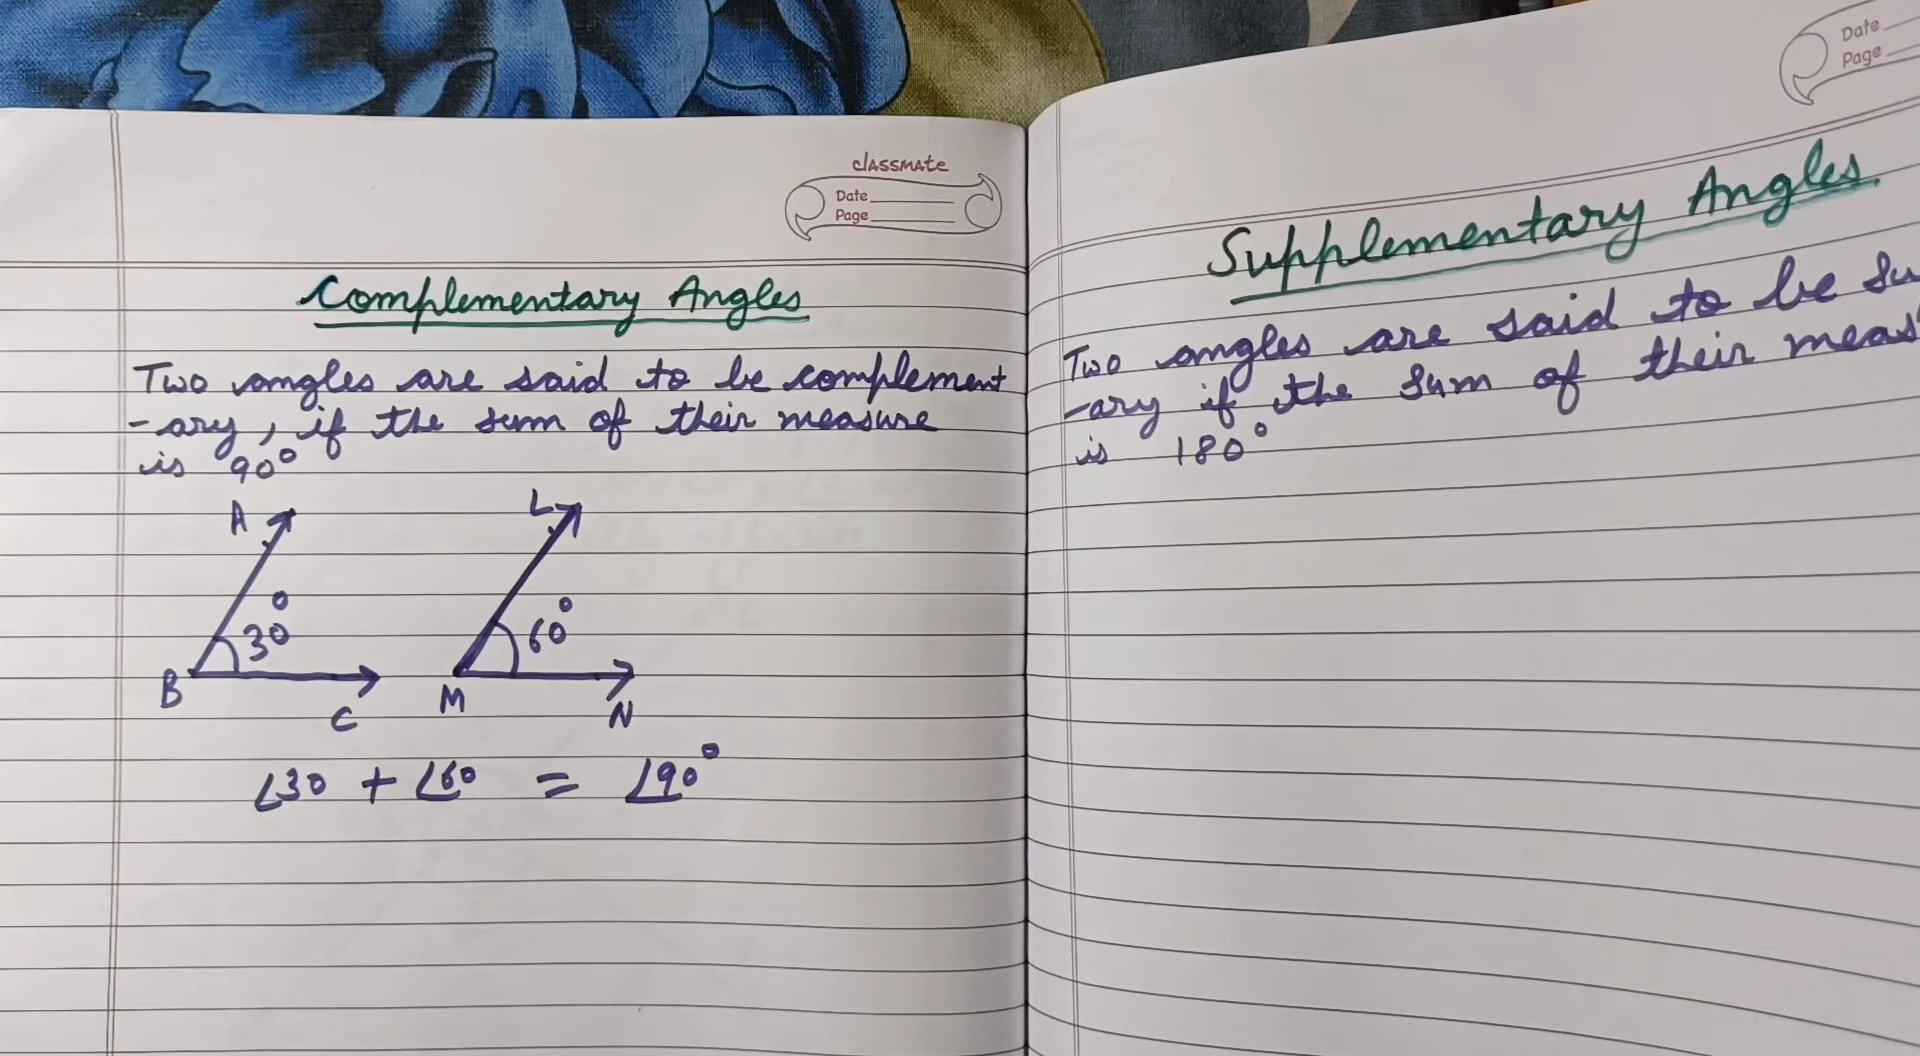 classmate
Date
Page
Complementary Angles
Two angles are said to be complement
-ary, if the sum of their measure
is 90°
A
30°
B
C
L
60°
M
N
∠30 + ∠60 = ∠90°
Date
Page
Supplementary Angles.
Two angles are said to be Su
-ary if the sum of their meas
is 180°